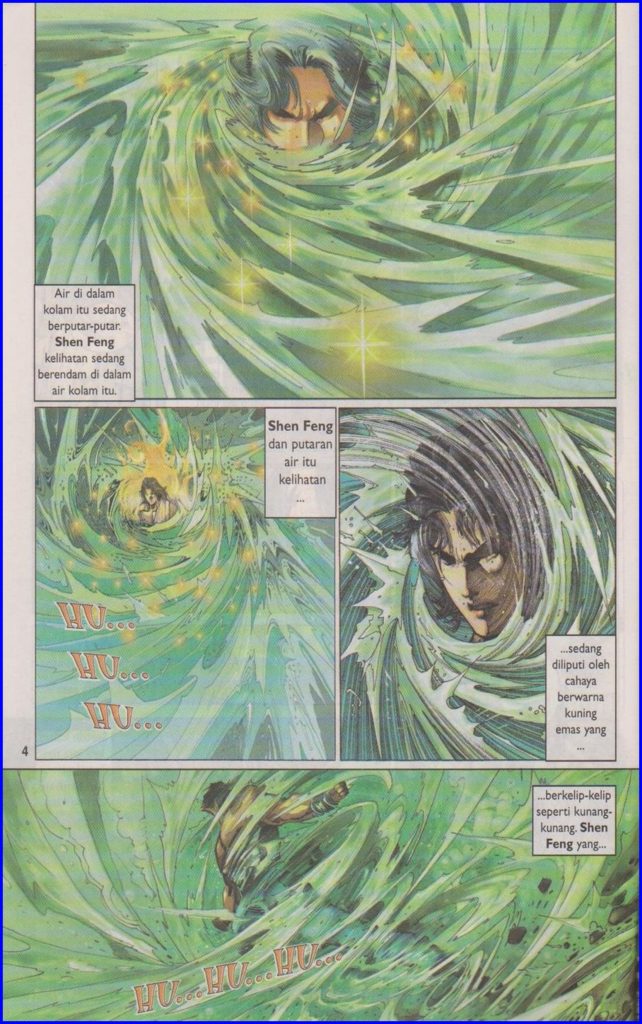 Air di dalam
kolam itu sedang
berputar-putar.
Shen Feng
kelihatan sedang
berendam di dalam
air kolam itu.
Shen Feng
dan putaran
air itu
kelihatan
...
HU...
HU...
HU...
...sedang
diliputi oleh
cahaya
berwarna
kuning
emas yang
...
4
...berkelip-kelip
seperti kunang-
kunang. Shen
Feng yang...
HU...HU...HU...